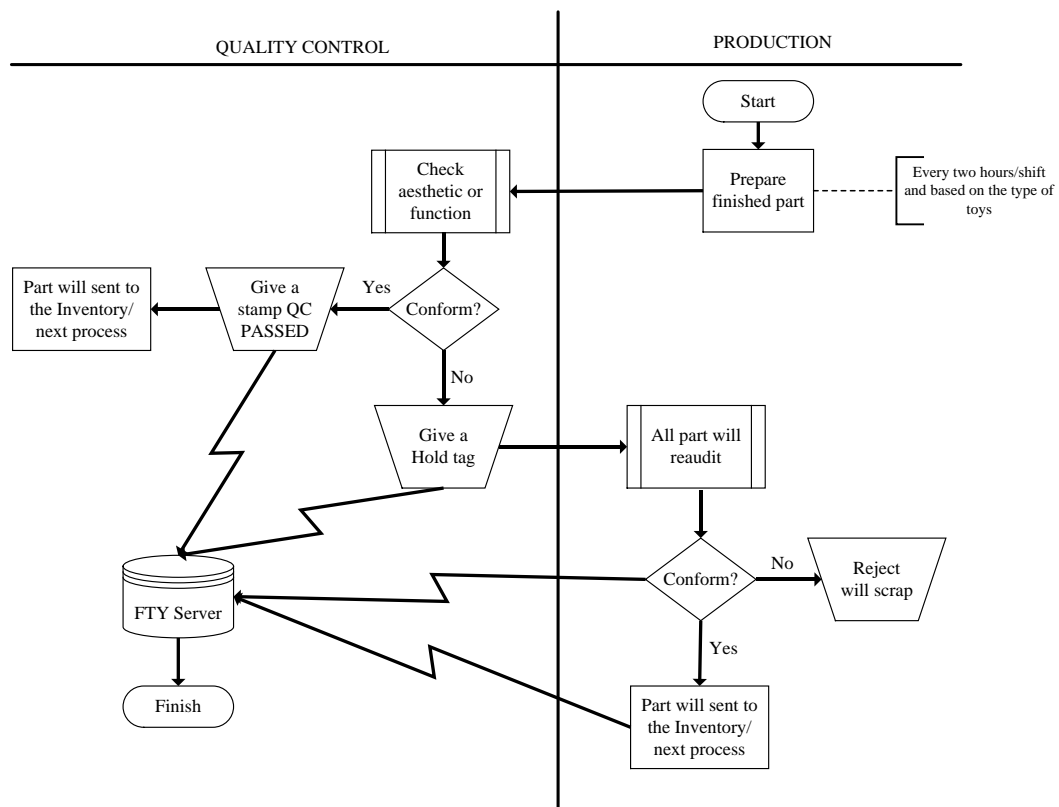 QUALITY CONTROL
PRODUCTION
Start
Check
aesthetic or
function
Prepare
finished part
Every two hours/shift
and based on the type of
toys
Part will sent to
the Inventory/
next process
Give a
stamp QC
PASSED
Yes
Conform?
No
Give a
Hold tag
All part will
reaudit
Conform?
No
Reject
will scrap
Yes
FTY Server
Finish
Part will sent to
the Inventory/
next process